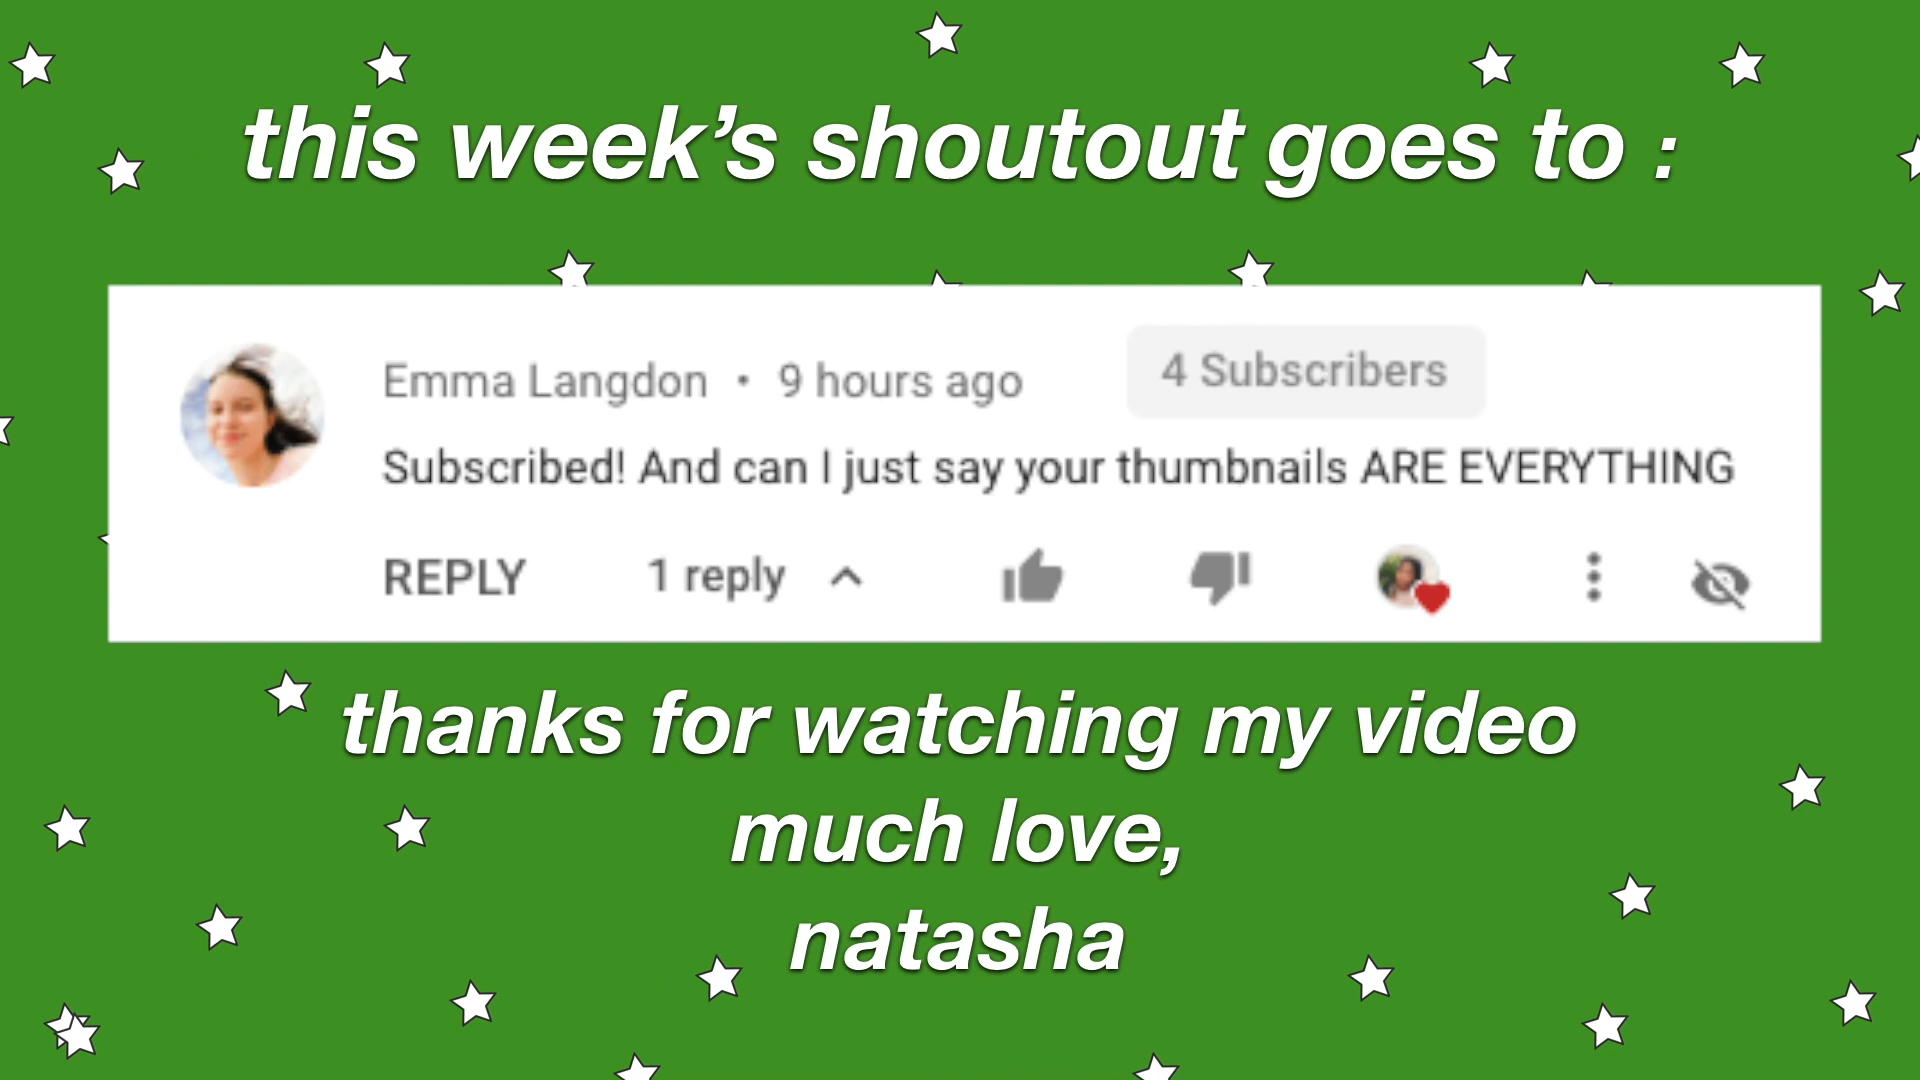 this week’s shoutout goes to :
Emma Langdon • 9 hours ago 4 Subscribers
Subscribed! And can I just say your thumbnails ARE EVERYTHING
REPLY 1 reply
thanks for watching my video
much love,
natasha